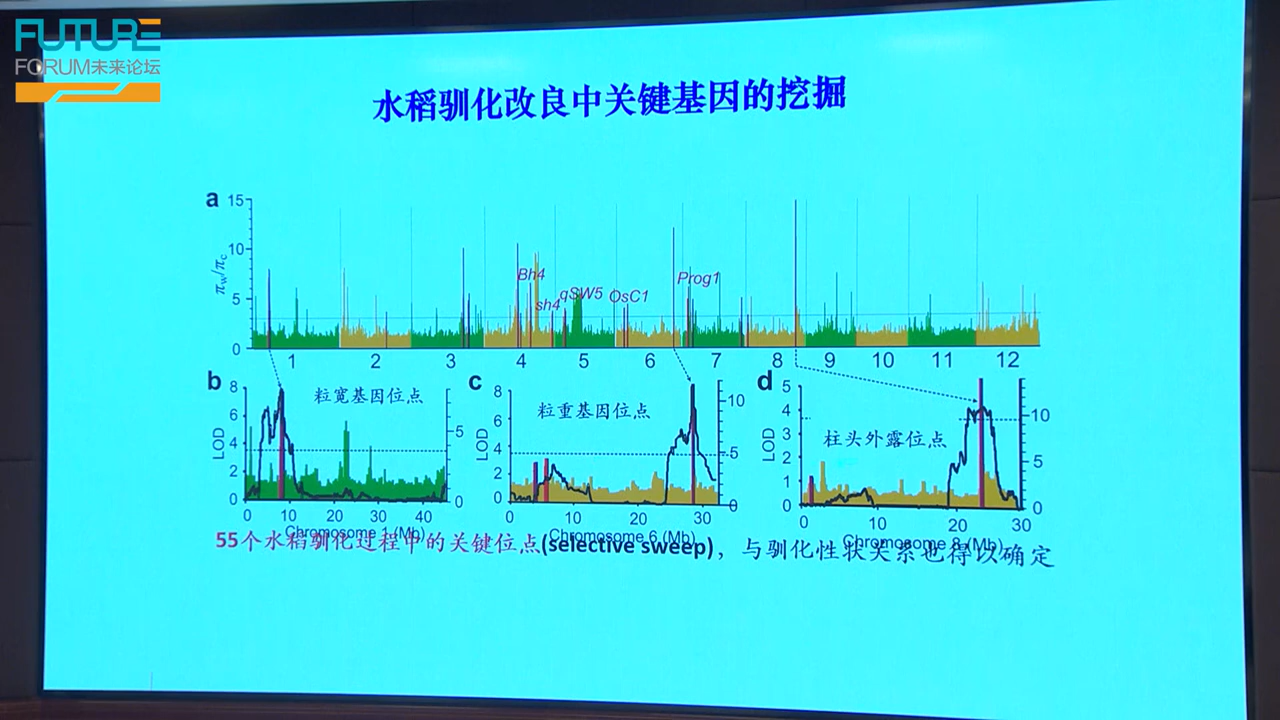 FUTURE
FORUM未来论坛
水稻驯化改良中关键基因的挖掘
a
15
10
5
0
πw/πc
Bh4
sh4
qSW5
OsC1
Prog1
1 2 3 4 5 6 7 8 9 10 11 12
b
粒宽基因位点
LOD
8
6
4
2
0
5
0
0 10 20 30 40
Chromosome 1 (Mb)
c
粒重基因位点
LOD
8
6
4
2
0
10
5
0
0 10 20 30
Chromosome 6 (Mb)
d
柱头外露位点
LOD
5
4
3
2
1
0
10
5
0
0 10 20 30
Chromosome 8 (Mb)
55个水稻驯化过程中的关键位点(selective sweep)，与驯化性状关系也得以确定